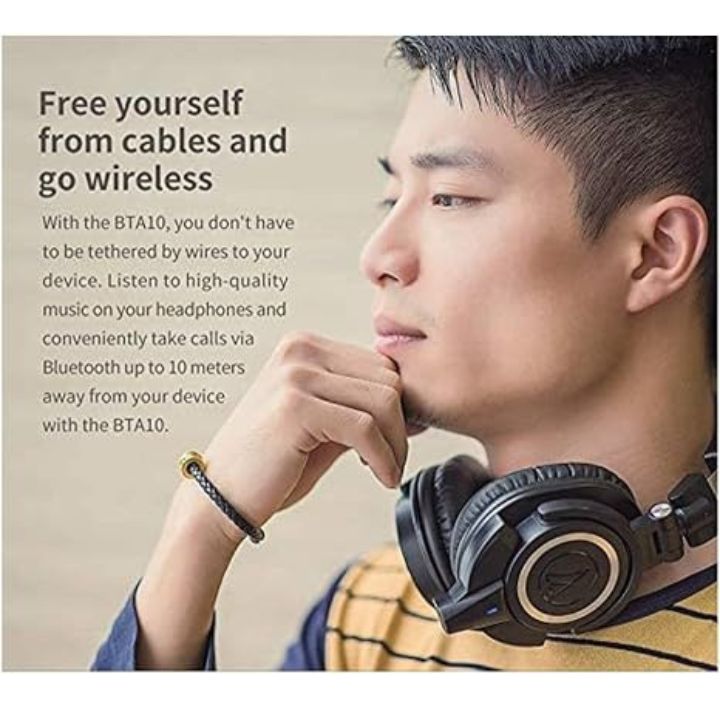 Free yourself
from cables and
go wireless
With the BTA10, you don't have
to be tethered by wires to your
device. Listen to high-quality
music on your headphones and
conveniently take calls via
Bluetooth up to 10 meters
away from your device
with the BTA10.